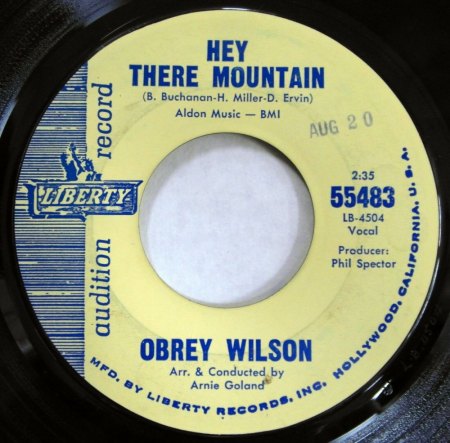 HEY
THERE MOUNTAIN
(B. Buchanan-H. Miller-D. Ervin)
Aldon Music — BMI
AUG 20
audition record
LIBERTY
2:35
55483
LB-4504
Vocal
Producer:
Phil Spector
OBREY WILSON
Arr. & Conducted by
Arnie Goland
MFD. BY LIBERTY RECORDS, INC. HOLLYWOOD, CALIFORNIA, U. S. A.